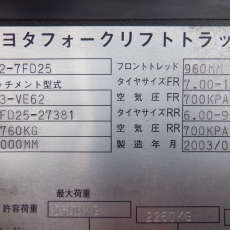 ヨタフォークリフトトラッ
2-7FD25 フロントトレッド 960MM
ッチメント型式 タイヤサイズFR 7.00-1
3-VE62 空気圧FR 700KPA
FD25-27381 タイヤサイズRR 6.00-9
760KG 空気圧RR 700KPA
000MM 製造年月 2003/0
最大荷重
許容荷重 2500KG 2260KG